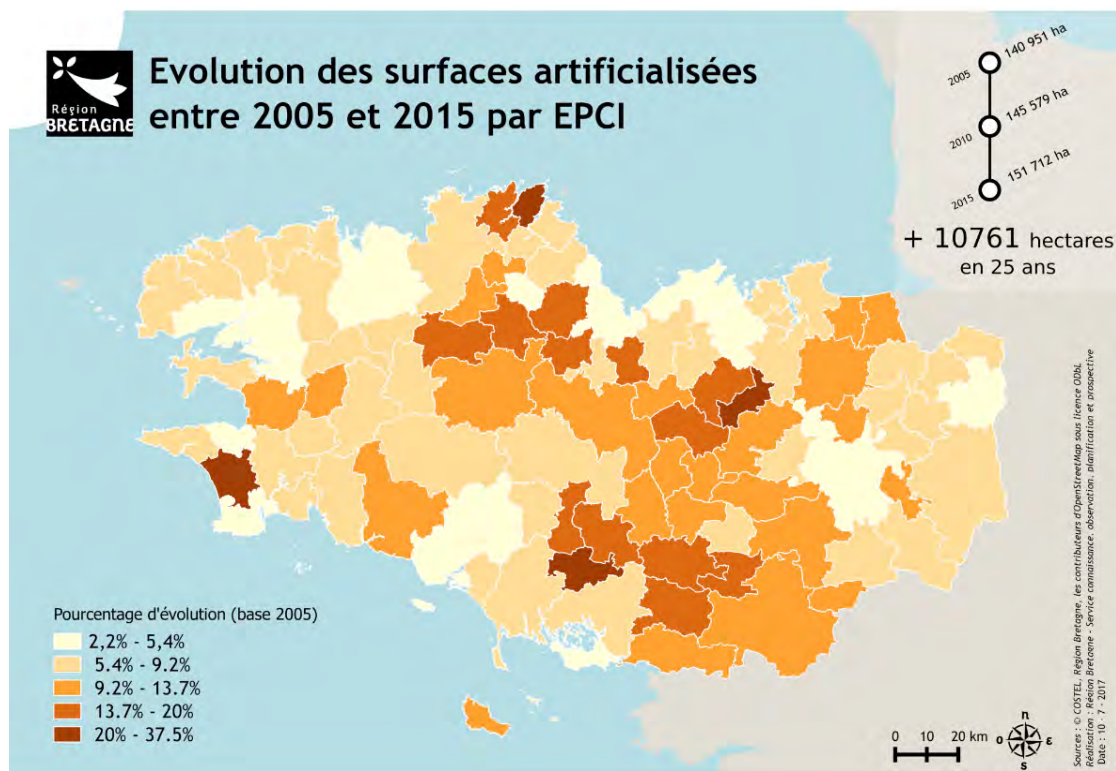 Région
BRETAGNE
Evolution des surfaces artificialisées
entre 2005 et 2015 par EPCI
2005
140 951 ha
2010
145 579 ha
2015
151 712 ha
+ 10761 hectares
en 25 ans
Pourcentage d'évolution (base 2005)
2,2% - 5,4%
5.4% - 9.2%
9.2% - 13.7%
13.7% - 20%
20% - 37.5%
0 10 20 km
n
o ε
s
Sources : © COSTEL, Région Bretagne, les contributeurs d'OpenStreetMap sous licence ODbL
Réalisation : Région Bretagne - Service connaissance, observation, planification et prospective
Date : 10 - 7 - 2017